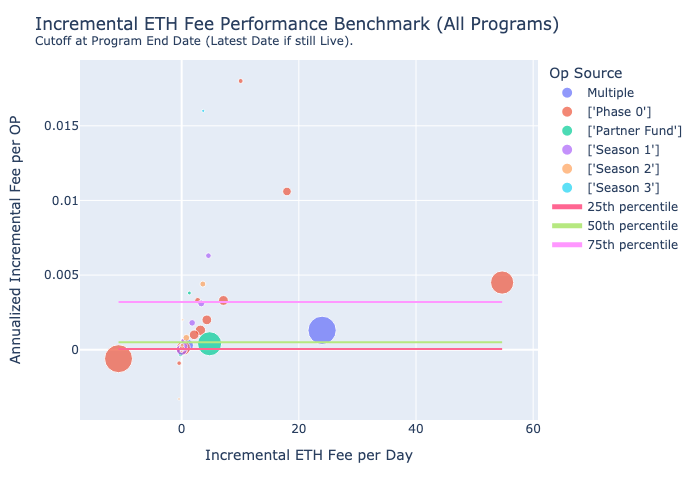 Incremental ETH Fee Performance Benchmark (All Programs)
Cutoff at Program End Date (Latest Date if still Live).
Op Source
Multiple
['Phase 0']
['Partner Fund']
['Season 1']
['Season 2']
['Season 3']
25th percentile
50th percentile
75th percentile
Annualized Incremental Fee per OP
0.015
0.01
0.005
0
0
20
40
60
Incremental ETH Fee per Day